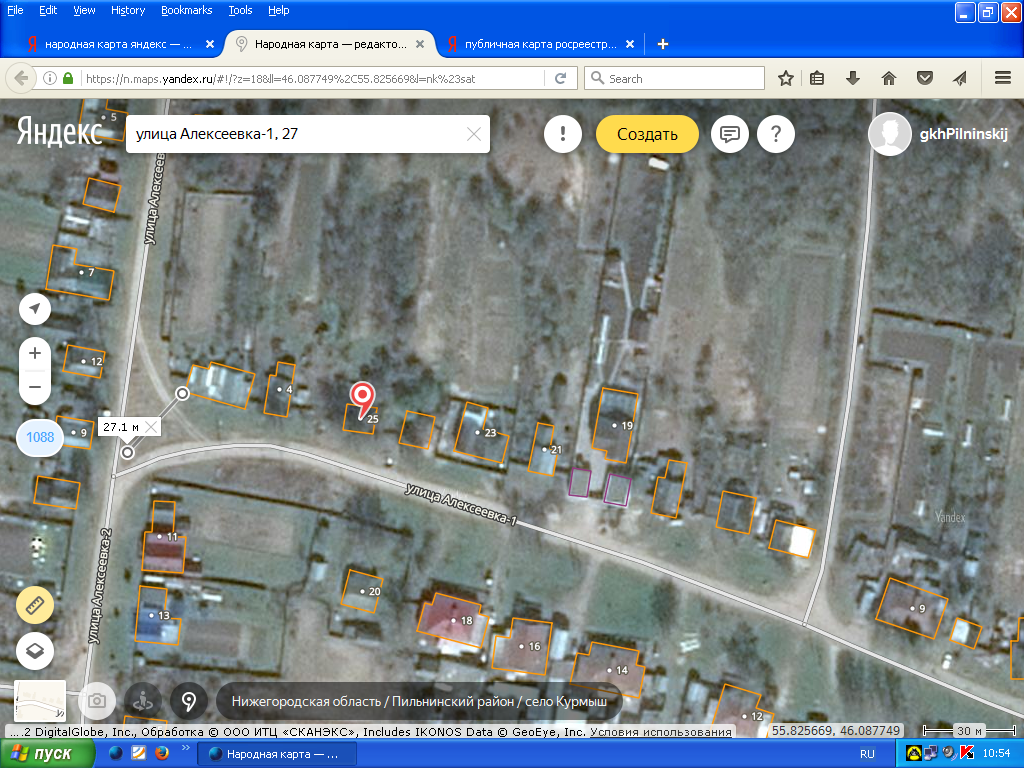 File Edit View History Bookmarks Tools Help
народная карта яндекс — ...
Народная карта — редакто...
публичная карта росреестр...
https://n.maps.yandex.ru/#!/?z=18&ll=46.087749%2C55.825669&l=nk%23sat
Search
Яндекс
улица Алексеевка-1, 27
!
Создать
?
gkhPilninskij
5
улица Алексеевка-2
7
12
4
25
27.1 м
9
1088
23
19
21
улица Алексеевка-1
Yandex
11
улица Алексеевка-2
20
13
18
16
9
14
12
Нижегородская область / Пильнинский район / село Курмыш
....2 DigitalGlobe, Inc., Обработка © ООО ИТЦ «СКАНЭКС», Includes IKONOS Data © GeoEye, Inc. Условия использования
55.825669, 46.087749
30 м
пуск
Народная карта — ...
RU
10:54